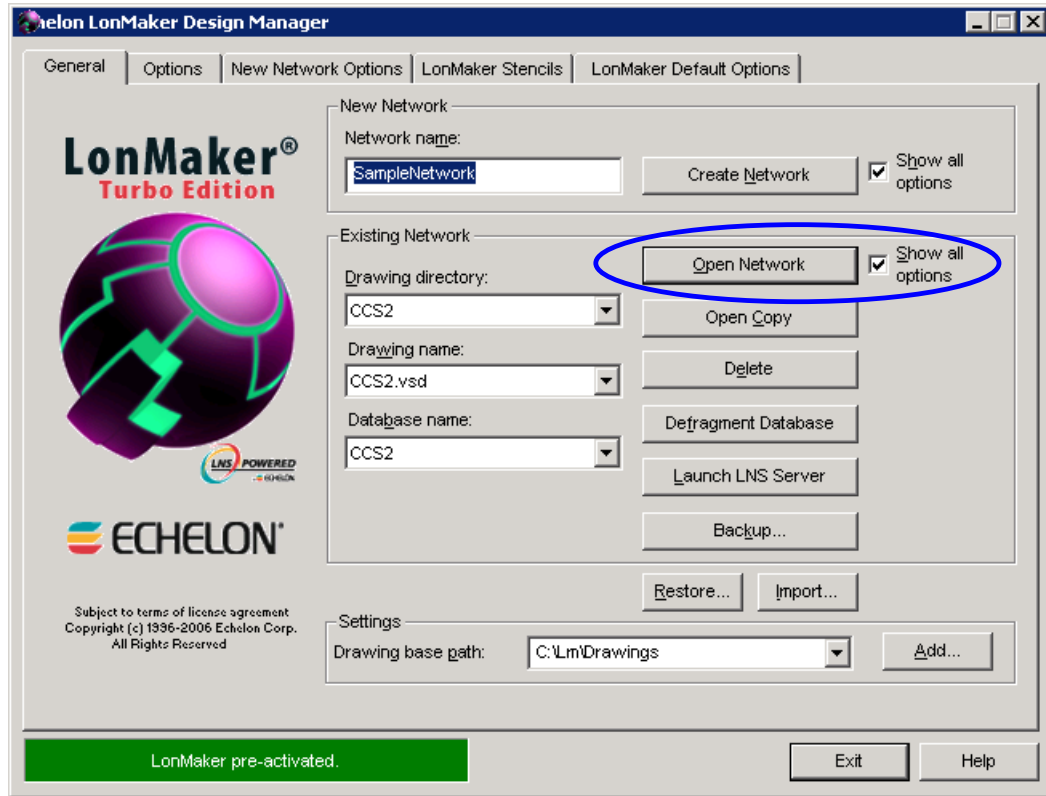 helon LonMaker Design Manager
General Options New Network Options LonMaker Stencils LonMaker Default Options
LonMaker®
Turbo Edition
LNS POWERED
ECHELON
ECHELON
Subject to terms of license agreement
Copyright (c) 1996-2006 Echelon Corp.
All Rights Reserved
New Network
Network name:
SampleNetwork
Create Network
Show all
options
Existing Network
Open Network
Show all
options
Drawing directory:
CCS2
Open Copy
Drawing name:
CCS2.vsd
Delete
Database name:
CCS2
Defragment Database
Launch LNS Server
Backup...
Restore... Import...
Settings
Drawing base path: C:\Lm\Drawings Add...
LonMaker pre-activated.
Exit Help